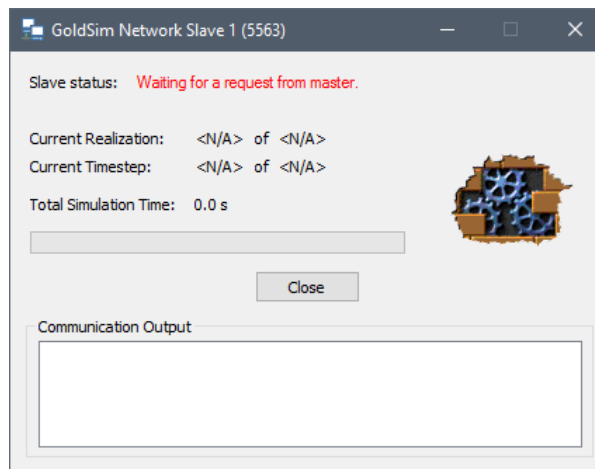 GoldSim Network Slave 1 (5563)
Slave status: Waiting for a request from master.
Current Realization: <N/A> of <N/A>
Current Timestep: <N/A> of <N/A>
Total Simulation Time: 0.0 s
Close
Communication Output